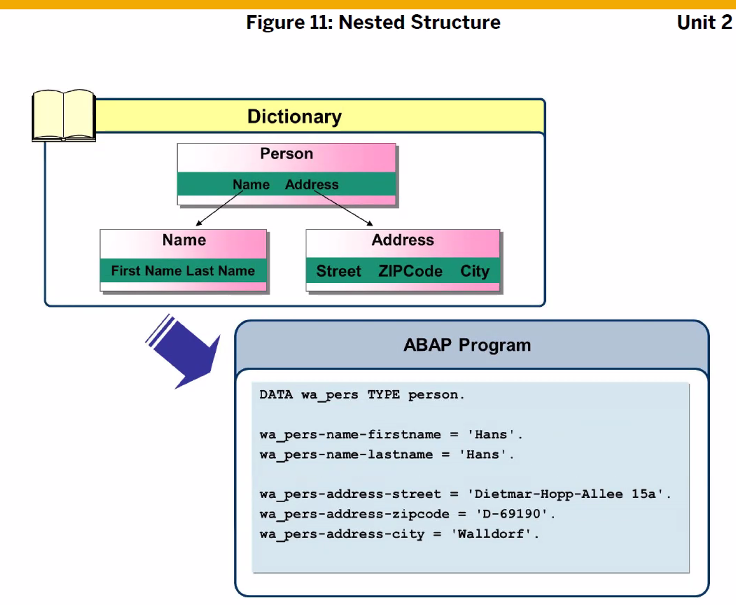 Figure 11: Nested Structure Unit 2
Dictionary
Person
Name Address
Name
First Name Last Name
Address
Street ZIPCode City
ABAP Program
DATA wa_pers TYPE person.
wa_pers-name-firstname = 'Hans'.
wa_pers-name-lastname = 'Hans'.
wa_pers-address-street = 'Dietmar-Hopp-Allee 15a'.
wa_pers-address-zipcode = 'D-69190'.
wa_pers-address-city = 'Walldorf'.